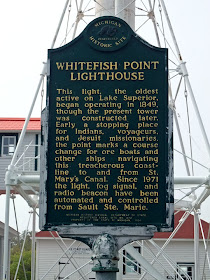 MICHIGAN
HISTORIC SITE
WHITEFISH POINT
LIGHTHOUSE
This light, the oldest
active on Lake Superior,
began operating in 1849,
though the present tower
was constructed later.
Early a stopping place
for Indians, voyageurs,
and Jesuit missionaries,
the point marks a course
change for ore boats and
other ships navigating
this treacherous coast-
line to and from St.
Mary's Canal. Since 1971
the light, fog signal, and
radio beacon have been
automated and controlled
from Sault Ste. Marie.